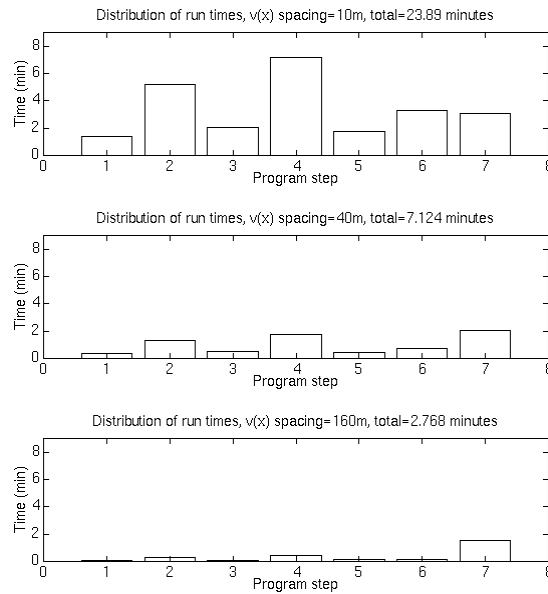 Distribution of run times, v(x) spacing=10m, total=23.89 minutes
8
6
4
2
0
Time (min)
0 1 2 3 4 5 6 7 8
Program step
Distribution of run times, v(x) spacing=40m, total=7.124 minutes
8
6
4
2
0
Time (min)
0 1 2 3 4 5 6 7 8
Program step
Distribution of run times, v(x) spacing=160m, total=2.768 minutes
8
6
4
2
0
Time (min)
0 1 2 3 4 5 6 7 8
Program step